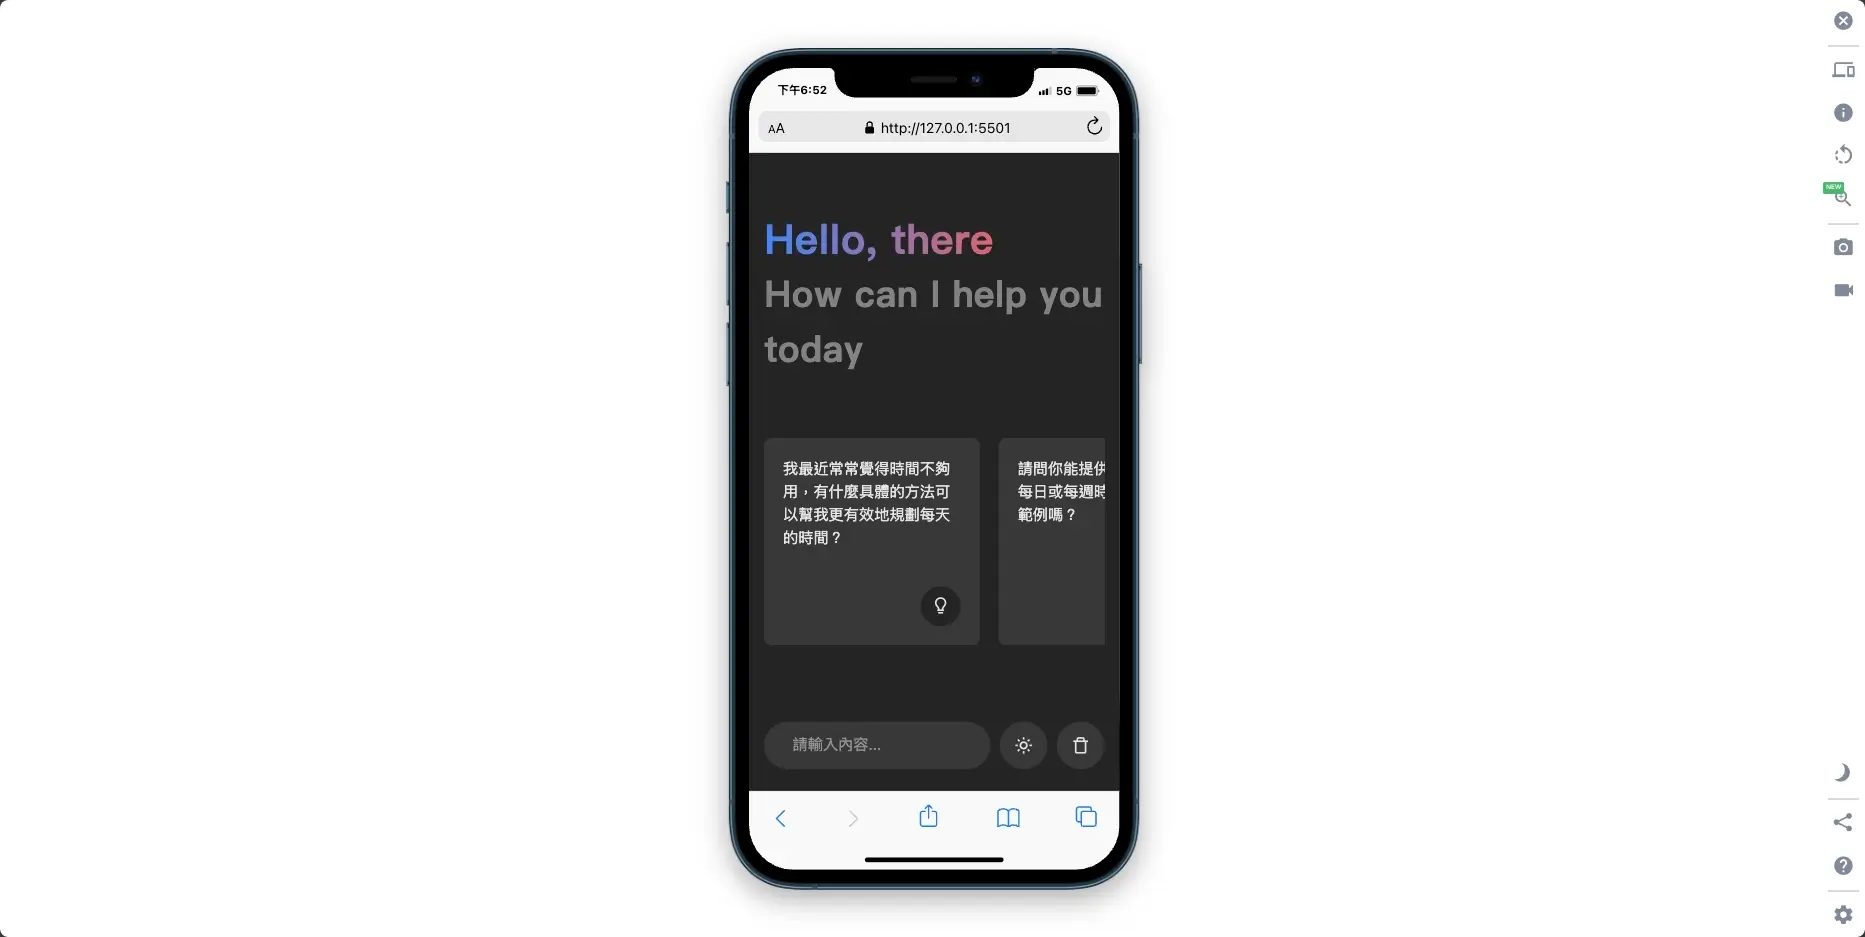 下午6:52
5G
AA
http://127.0.0.1:5501
Hello, there
How can I help you
today
我最近常常覺得時間不夠
用，有什麼具體的方法可
以幫我更有效地規劃每天
的時間？
請問你能提供
每日或每週時
範例嗎？
請輸入內容...
NEW